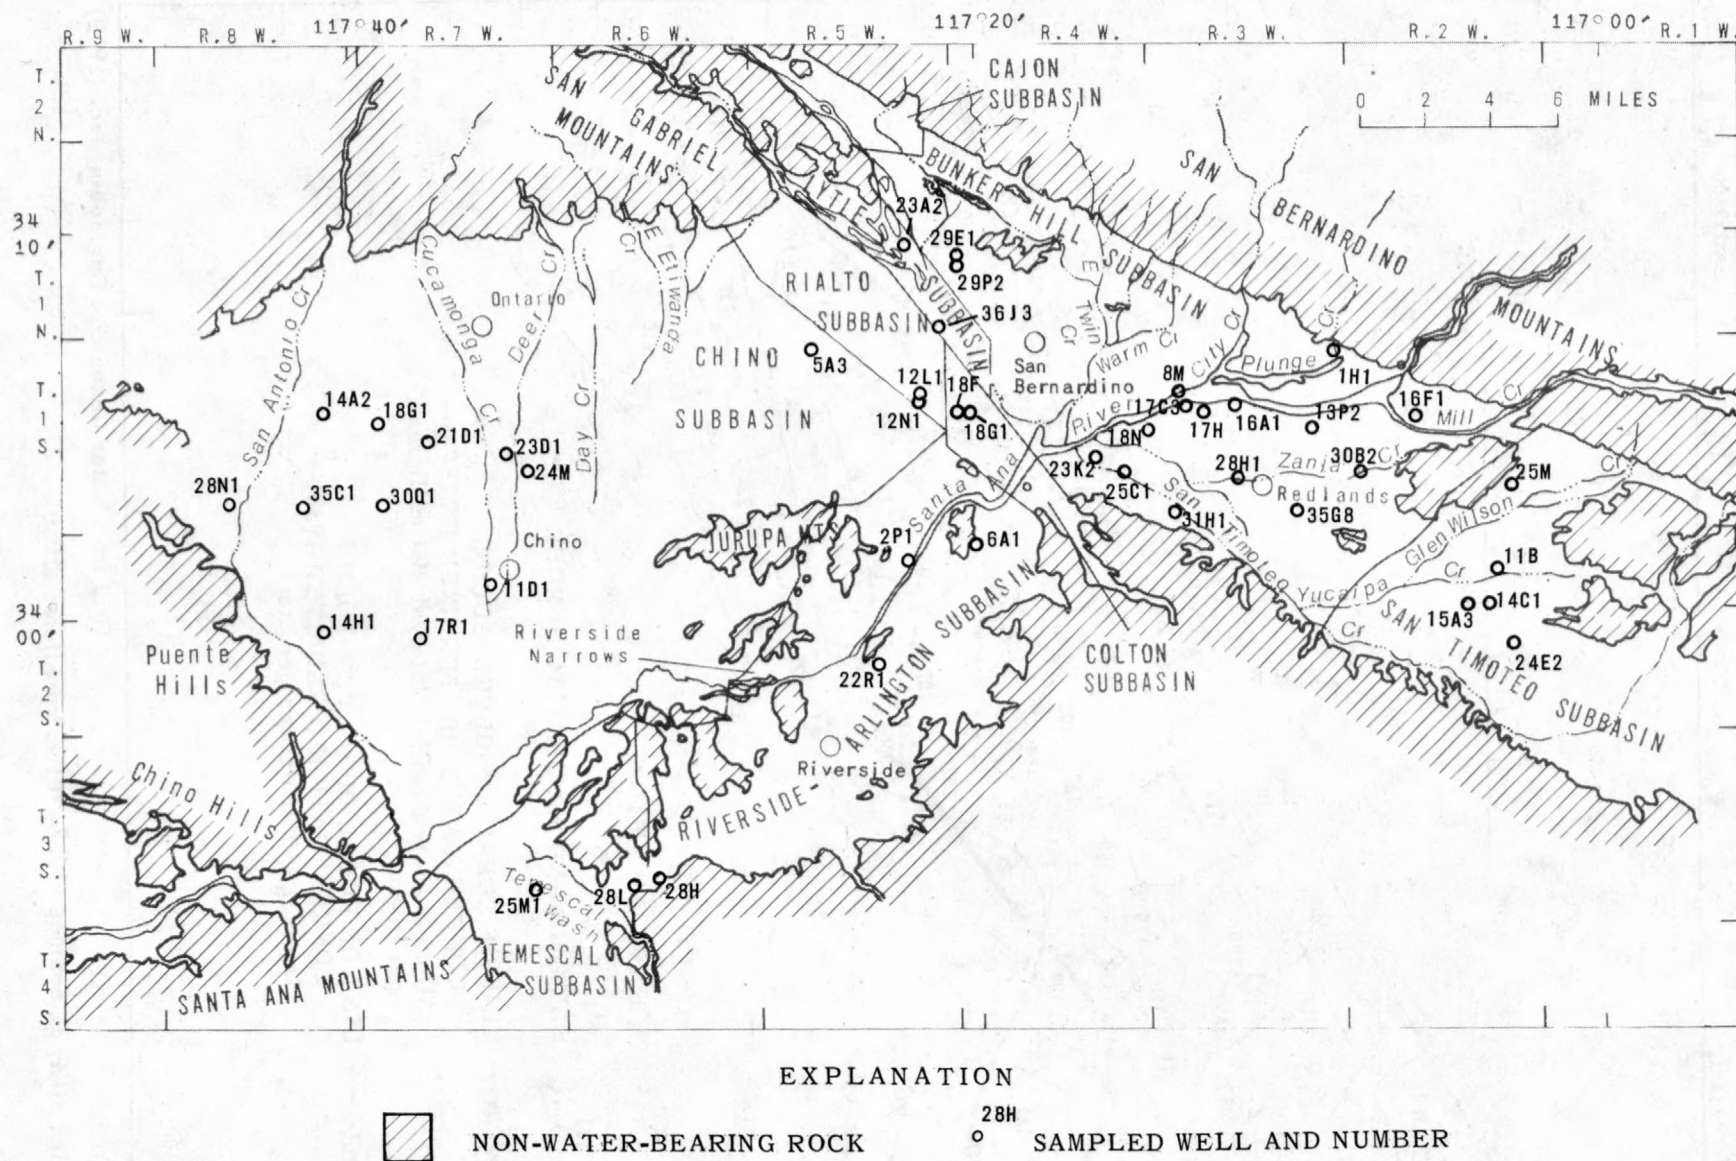 117°40′ 117°20′ 117°00′
R.9 W. R.8 W. R.7 W. R.6 W. R.5 W. R.4 W. R.3 W. R.2 W. R.1 W.
T.
2
N.
34
10′
T.
1
N.
T.
1
S.
34
00′
T.
2
S.
T.
3
S.
T.
4
S.
0 2 4 6 MILES
SAN
GABRIEL
MOUNTAINS
CAJON
SUBBASIN
BUNKER HILL
SUBBASIN
LYTLE
SUBBASIN
SAN
BERNARDINO
MOUNTAINS
RIALTO
SUBBASIN
CHINO
SUBBASIN
23A2
29E1
29P2
36J3
5A3
12L1
12N1
18F
18G1
San
Bernardino
E Twin
Cr
Warm Cr
City Cr
Plunge
Cr
8M
17C3
17H
18N
16A1
13P2
1H1
16F1
Mill
Cr
23K2
25C1
28H1
30B2
31H1
35G8
25M
Zanja Cr
Redlands
San Timoteo
Cr
Glen Wilson
Cr
Yucaipa
Cr
11B
15A3
14C1
24E2
SAN
TIMOTEO SUBBASIN
COLTON
SUBBASIN
Santa Ana
River
San Antonio Cr
Cucamonga
Cr
Ontario
Deer Cr
Day Cr
E Etiwanda
Cr
14A2
18G1
21D1
23D1
24M
28N1
35C1
30Q1
Chino
11D1
14H1
17R1
JURUPA MTS
2P1
6A1
22R1
Riverside
Narrows
Puente
Hills
Chino Hills
Riverside
RIVERSIDE-
ARLINGTON SUBBASIN
Temescal
Wash
25M1
28L
28H
TEMESCAL
SUBBASIN
SANTA ANA MOUNTAINS
EXPLANATION
28H
NON-WATER-BEARING ROCK
SAMPLED WELL AND NUMBER